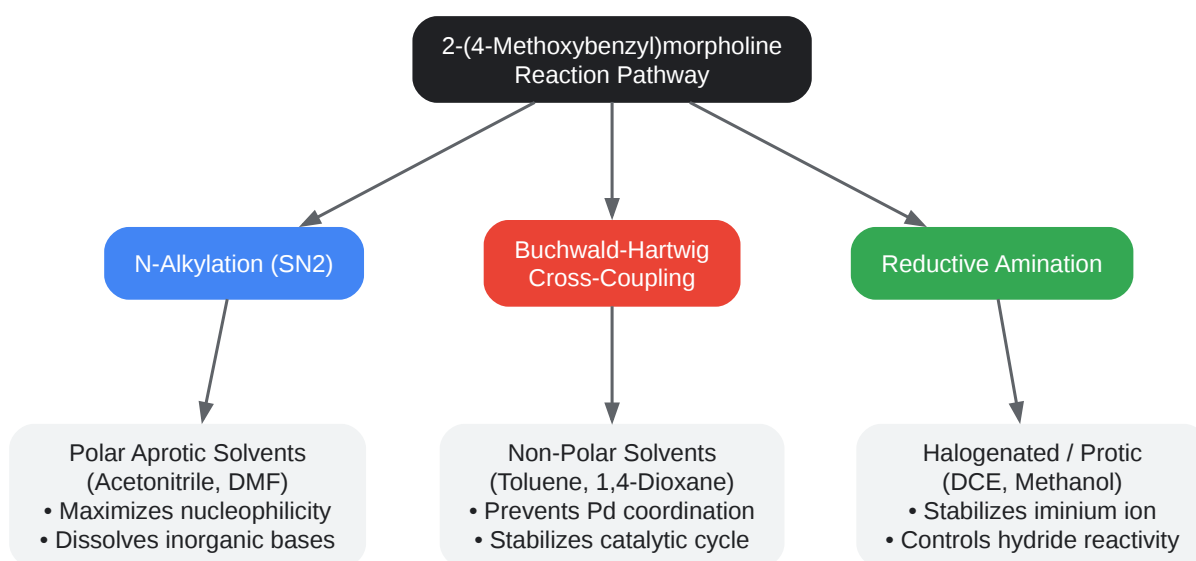 2-(4-Methoxybenzyl)morpholine
Reaction Pathway
N-Alkylation (SN2)
Buchwald-Hartwig
Cross-Coupling
Reductive Amination
Polar Aprotic Solvents
(Acetonitrile, DMF)
• Maximizes nucleophilicity
• Dissolves inorganic bases
Non-Polar Solvents
(Toluene, 1,4-Dioxane)
• Prevents Pd coordination
• Stabilizes catalytic cycle
Halogenated / Protic
(DCE, Methanol)
• Stabilizes iminium ion
• Controls hydride reactivity